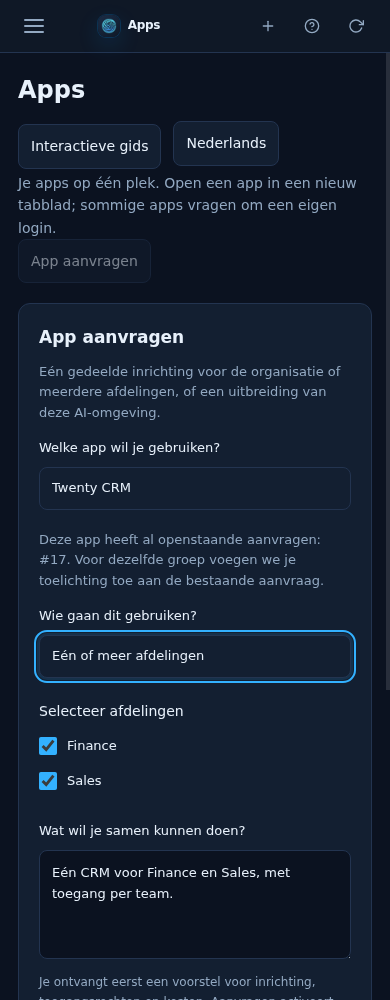 Apps
Apps
Interactieve gids
Nederlands
Je apps op één plek. Open een app in een nieuw
tabblad; sommige apps vragen om een eigen
login.
App aanvragen
App aanvragen
Eén gedeelde inrichting voor de organisatie of
meerdere afdelingen, of een uitbreiding van
deze AI-omgeving.
Welke app wil je gebruiken?
Twenty CRM
Deze app heeft al openstaande aanvragen:
#17. Voor dezelfde groep voegen we je
toelichting toe aan de bestaande aanvraag.
Wie gaan dit gebruiken?
Eén of meer afdelingen
Selecteer afdelingen
Finance
Sales
Wat wil je samen kunnen doen?
Eén CRM voor Finance en Sales, met
toegang per team.
Je ontvangt eerst een voorstel voor inrichting,
toegangsrechten en kosten. Aanvragen activeert